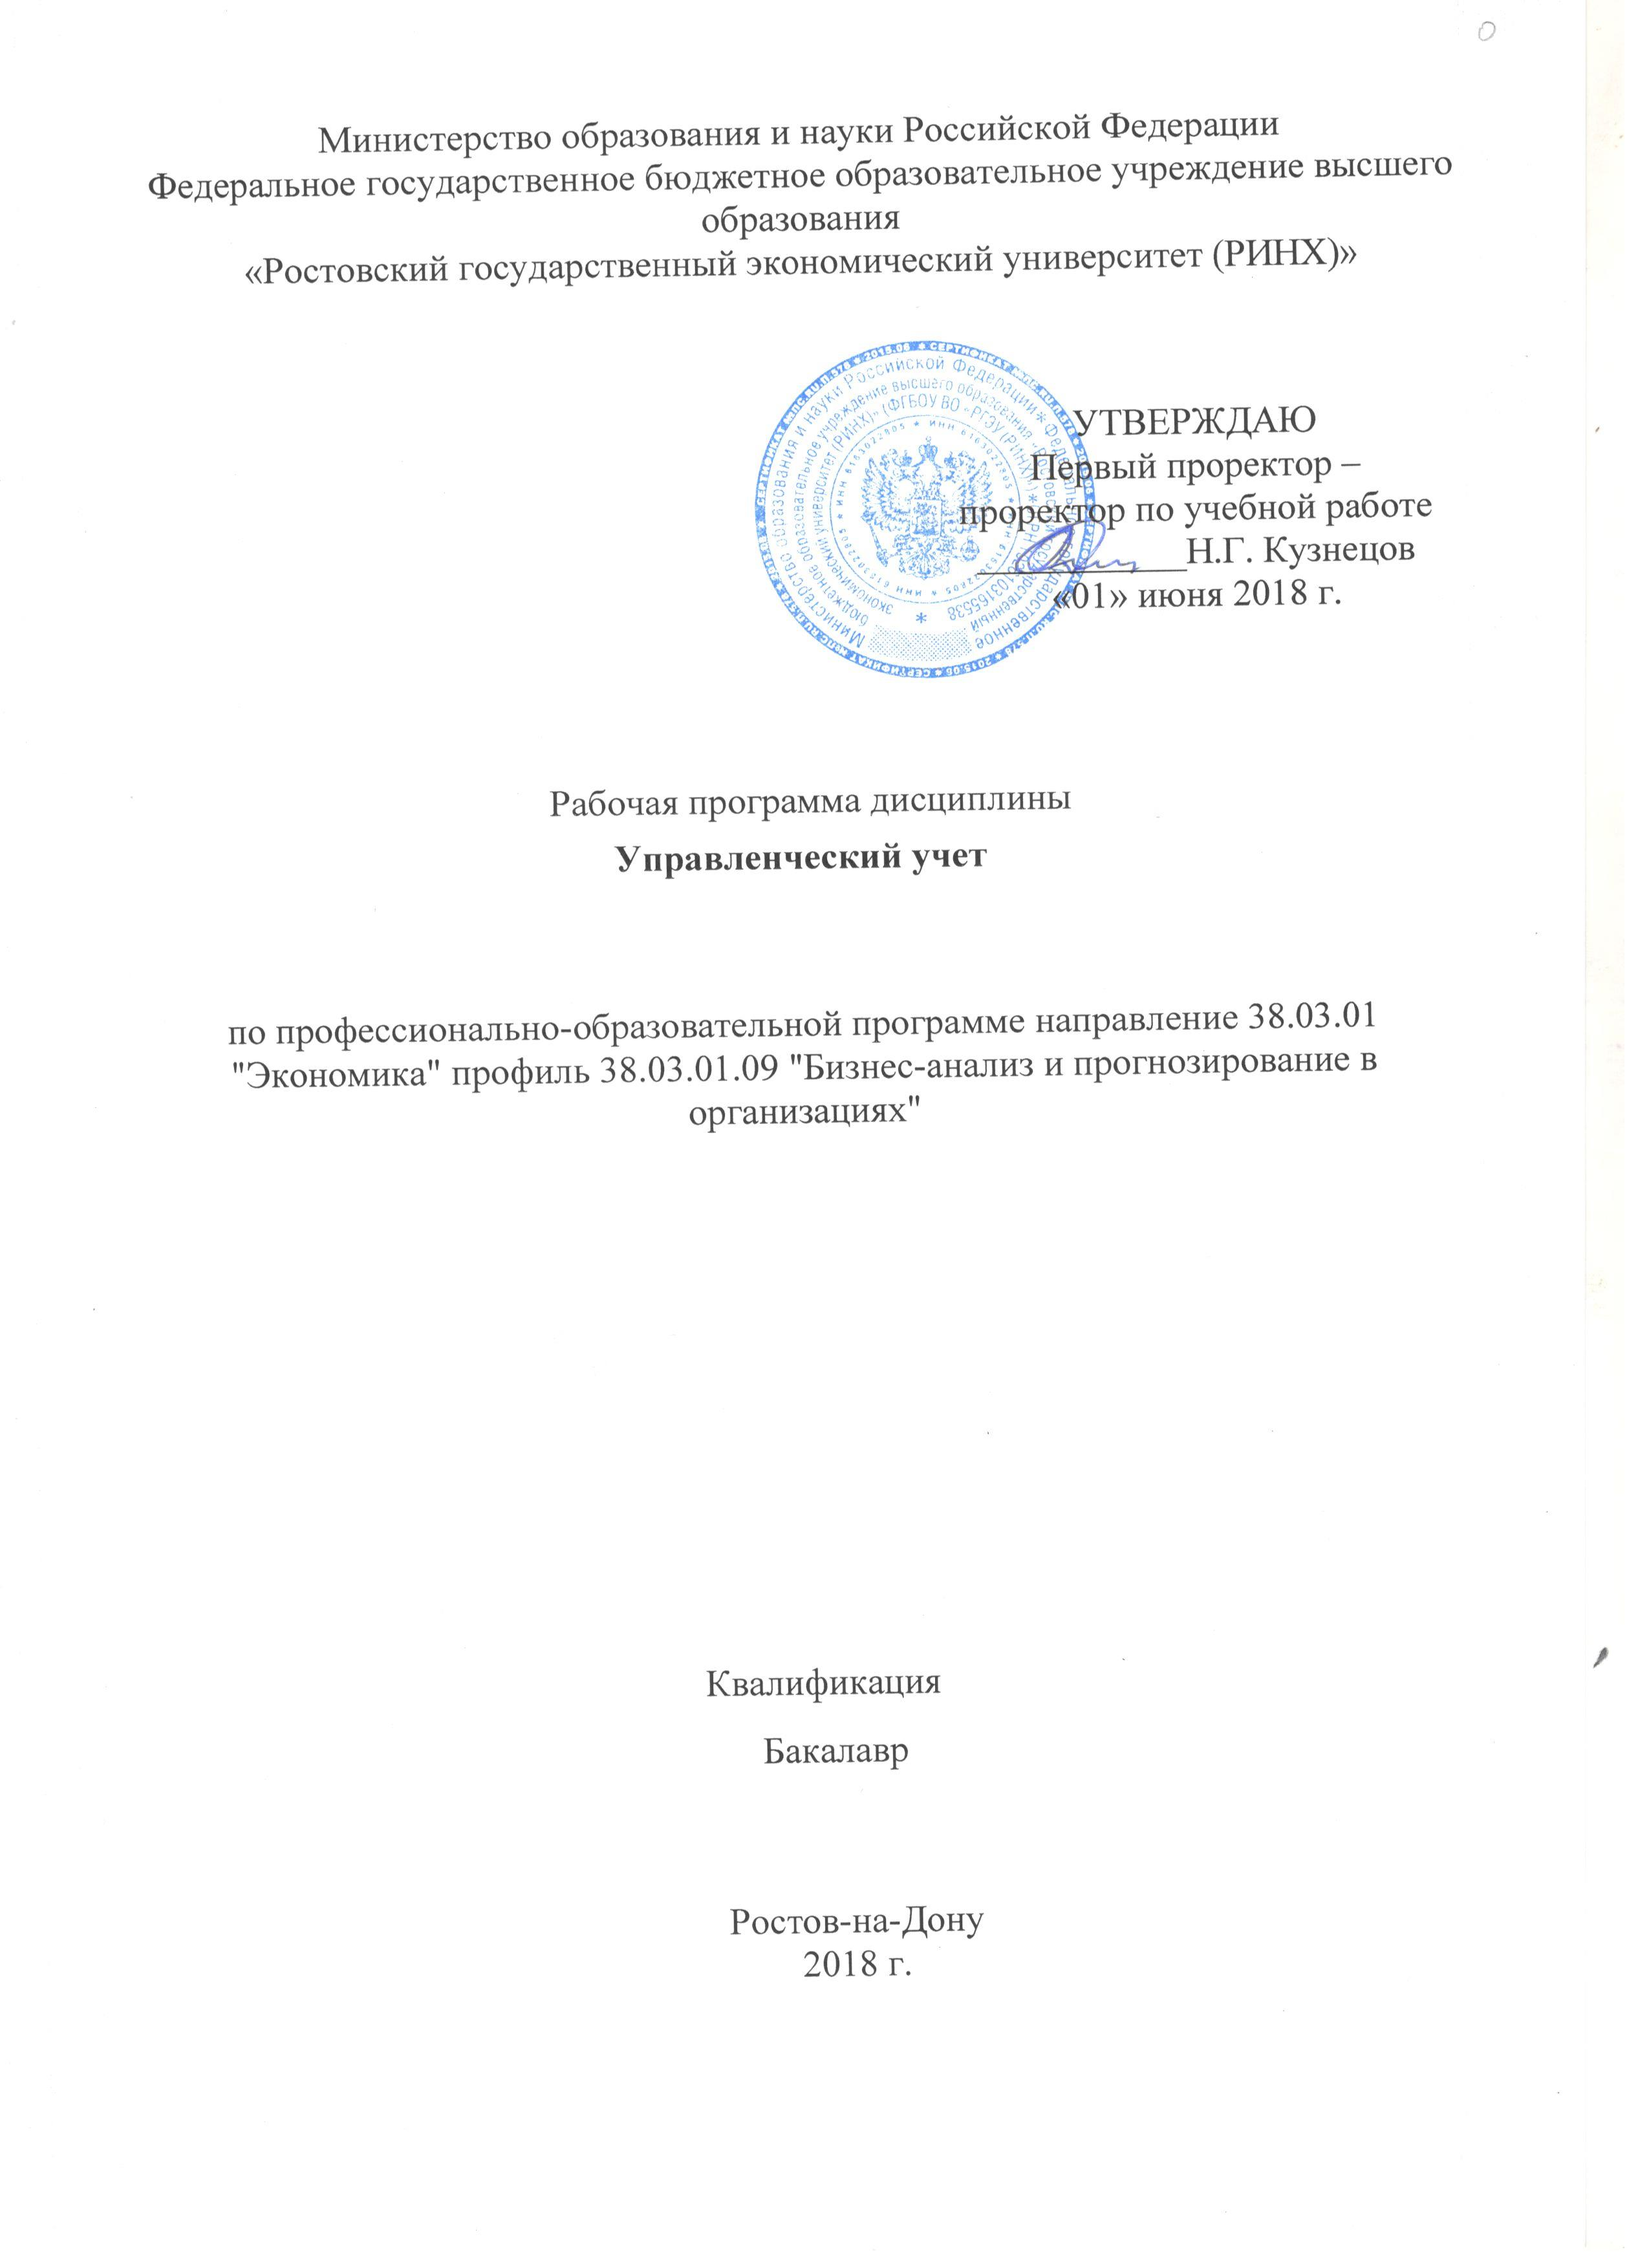 Министерство образования и науки Российской Федерации
Федеральное государственное бюджетное образовательное учреждение высшего
образования
«Ростовский государственный экономический университет (РИНХ)»
УТВЕРЖДАЮ
Первый проректор –
проректор по учебной работе
Н.Г. Кузнецов
«01» июня 2018 г.
Рабочая программа дисциплины
Управленческий учет
по профессионально-образовательной программе направление 38.03.01
"Экономика" профиль 38.03.01.09 "Бизнес-анализ и прогнозирование в
организациях"
Квалификация
Бакалавр
Ростов-на-Дону
2018 г.